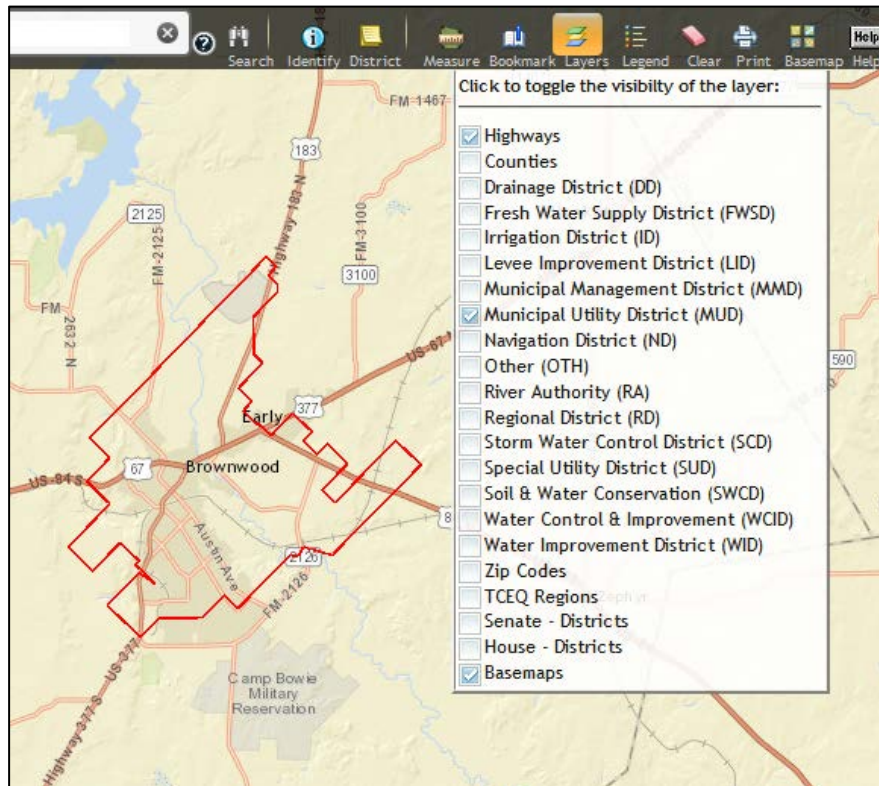 Search Identify District Measure Bookmark Layers Legend Clear Print Basemap Help
Help
Click to toggle the visibilty of the layer:
Highways
Counties
Drainage District (DD)
Fresh Water Supply District (FWSD)
Irrigation District (ID)
Levee Improvement District (LID)
Municipal Management District (MMD)
Municipal Utility District (MUD)
Navigation District (ND)
Other (OTH)
River Authority (RA)
Regional District (RD)
Storm Water Control District (SCD)
Special Utility District (SUD)
Soil & Water Conservation (SWCD)
Water Control & Improvement (WCID)
Water Improvement District (WID)
Zip Codes
TCEQ Regions
Senate - Districts
House - Districts
Basemaps
FM 1467
183
Highway 183 N
2125
FM-2125
FM-3100
3100
FM
2632 N
US-67
590
377
Early
67
Brownwood
US-84
Austin Ave
2126
FM-2126
US-377
Highway 377 S
Camp Bowie
Military
Reservation